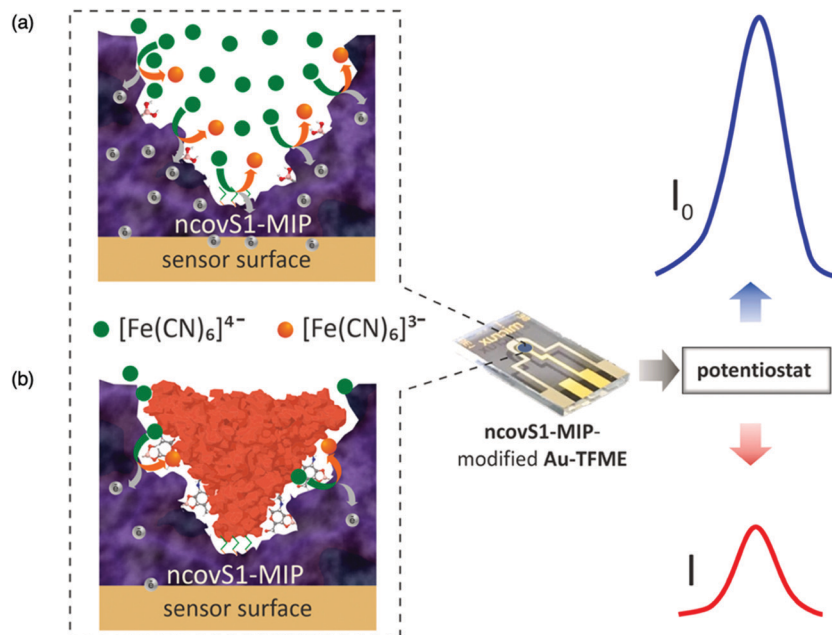 (a)
I₀
ncovS1-MIP
sensor surface
[Fe(CN)₆]⁴⁻
[Fe(CN)₆]³⁻
potentiostat
(b)
ncovS1-MIP-
modified Au-TFME
I
ncovS1-MIP
sensor surface